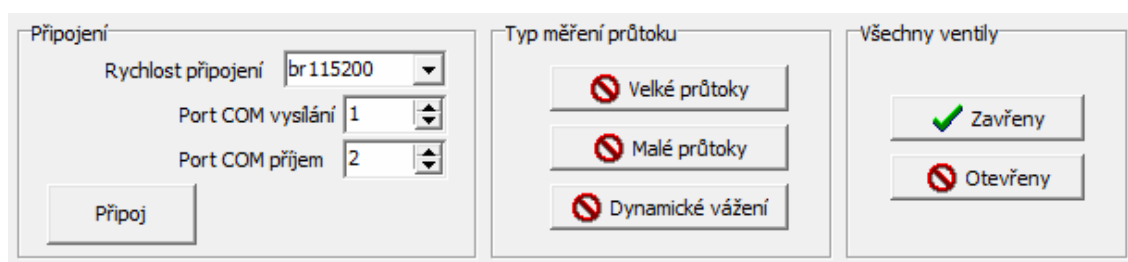 Připojení
Rychlost připojení br115200
Port COM vysílání 1
Port COM příjem 2
Připoj
Typ měření průtoku
Velké průtoky
Malé průtoky
Dynamické vážení
Všechny ventily
Zavřeny
Otevřeny